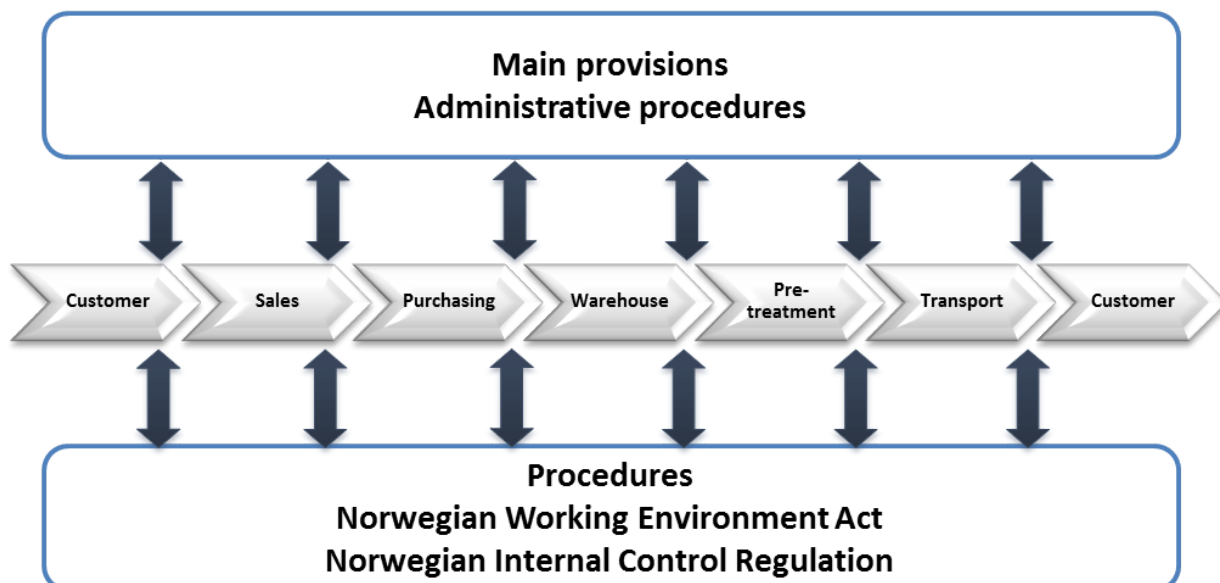 Main provisions
Administrative procedures
Customer
Sales
Purchasing
Warehouse
Pre-
treatment
Transport
Customer
Procedures
Norwegian Working Environment Act
Norwegian Internal Control Regulation